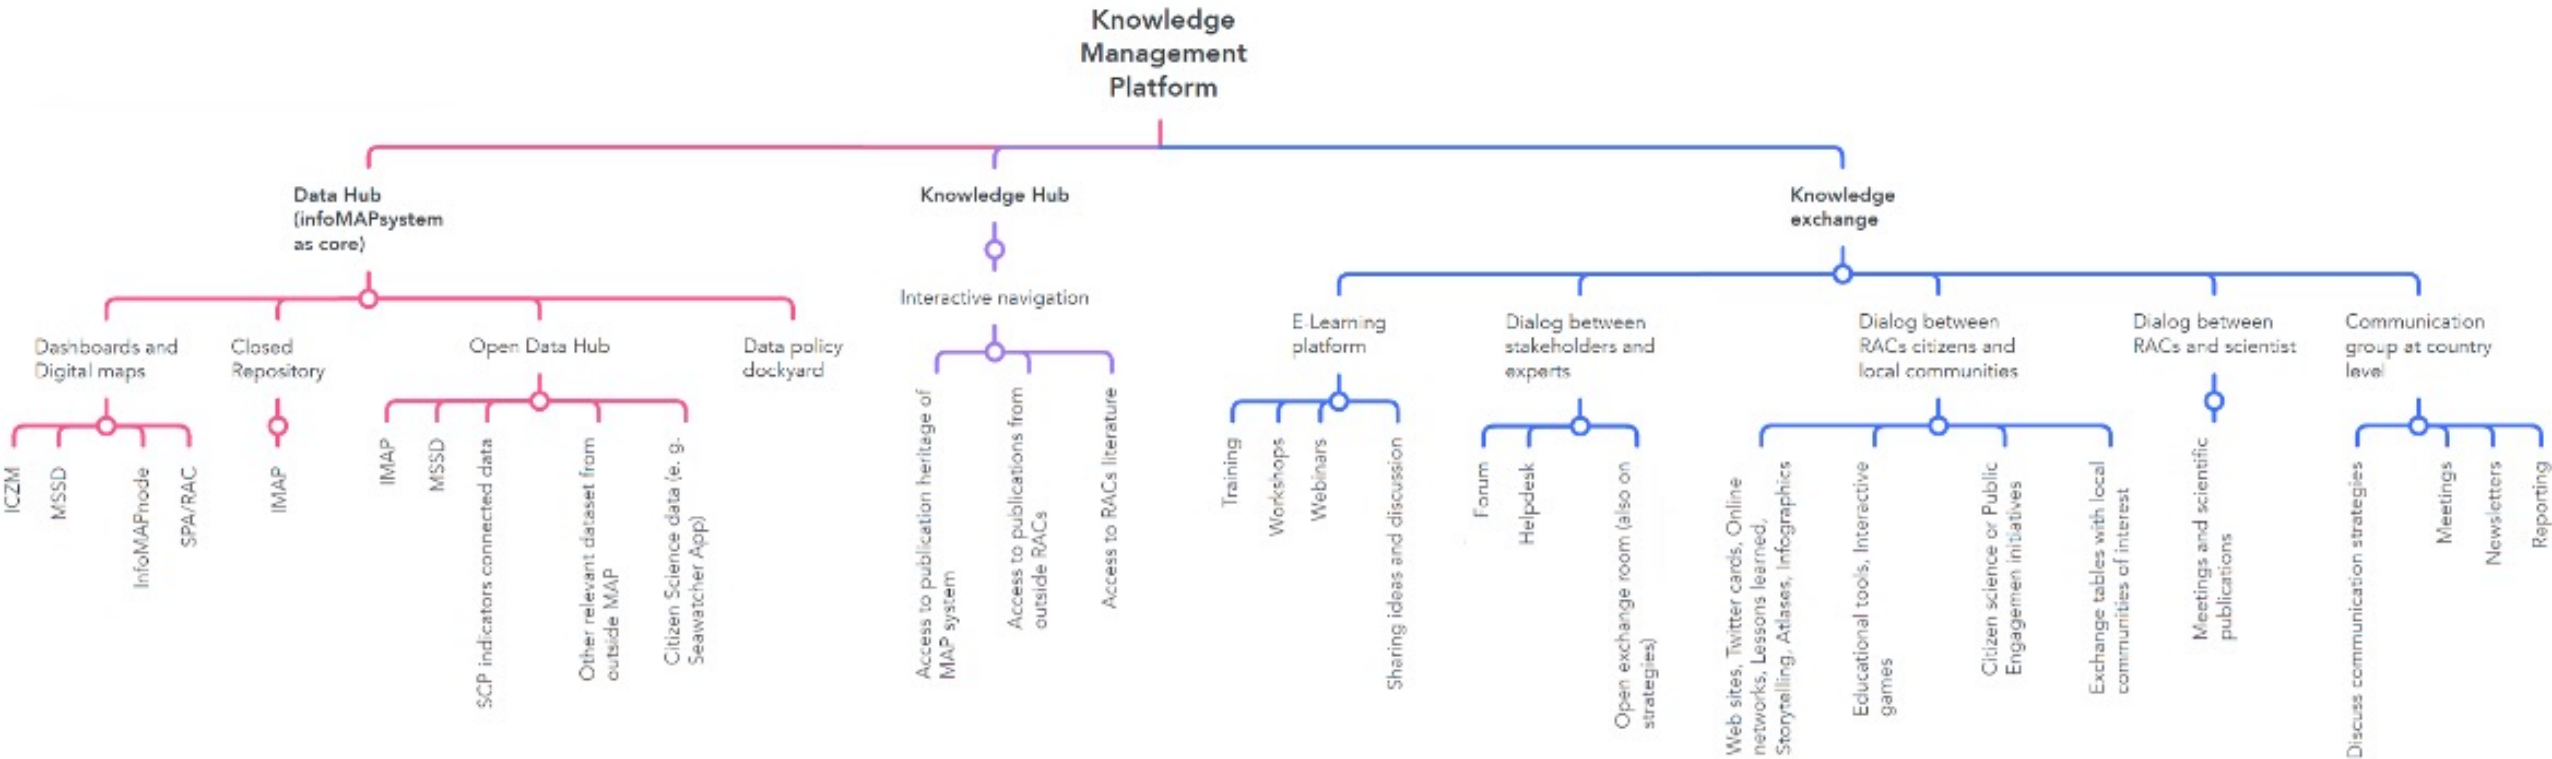 Knowledge
Management
Platform
Data Hub
(infoMAPsystem
as core)
Knowledge Hub
Knowledge
exchange
Dashboards and
Digital maps
Closed
Repository
Open Data Hub
Data policy
dockyard
Interactive navigation
E-Learning
platform
Dialog between
stakeholders and
experts
Dialog between
RACs citizens and
local communities
Dialog between
RACs and scientist
Communication
group at country
level
ICZM
MSSD
InfoMAPnode
SPA/RAC
IMAP
IMAP
MSSD
SCP indicators connected data
Other relevant dataset from
outside MAP
Citizen Science data (e. g.
Seawatcher App)
Access to publication heritage of
MAP system
Access to publications from
outside RACs
Access to RACs literature
Training
Workshops
Webinars
Sharing ideas and discussion
Forum
Helpdesk
Open exchange room (also on
strategies)
Web sites, Twitter cards, Online
networks, Lessons learned,
Storytelling, Atlases, Infographics
Educational tools, Interactive
games
Citizen science or Public
Engagemen initiatives
Exchange tables with local
communities of interest
Meetings and scientific
publications
Discuss communication strategies
Meetings
Newsletters
Reporting